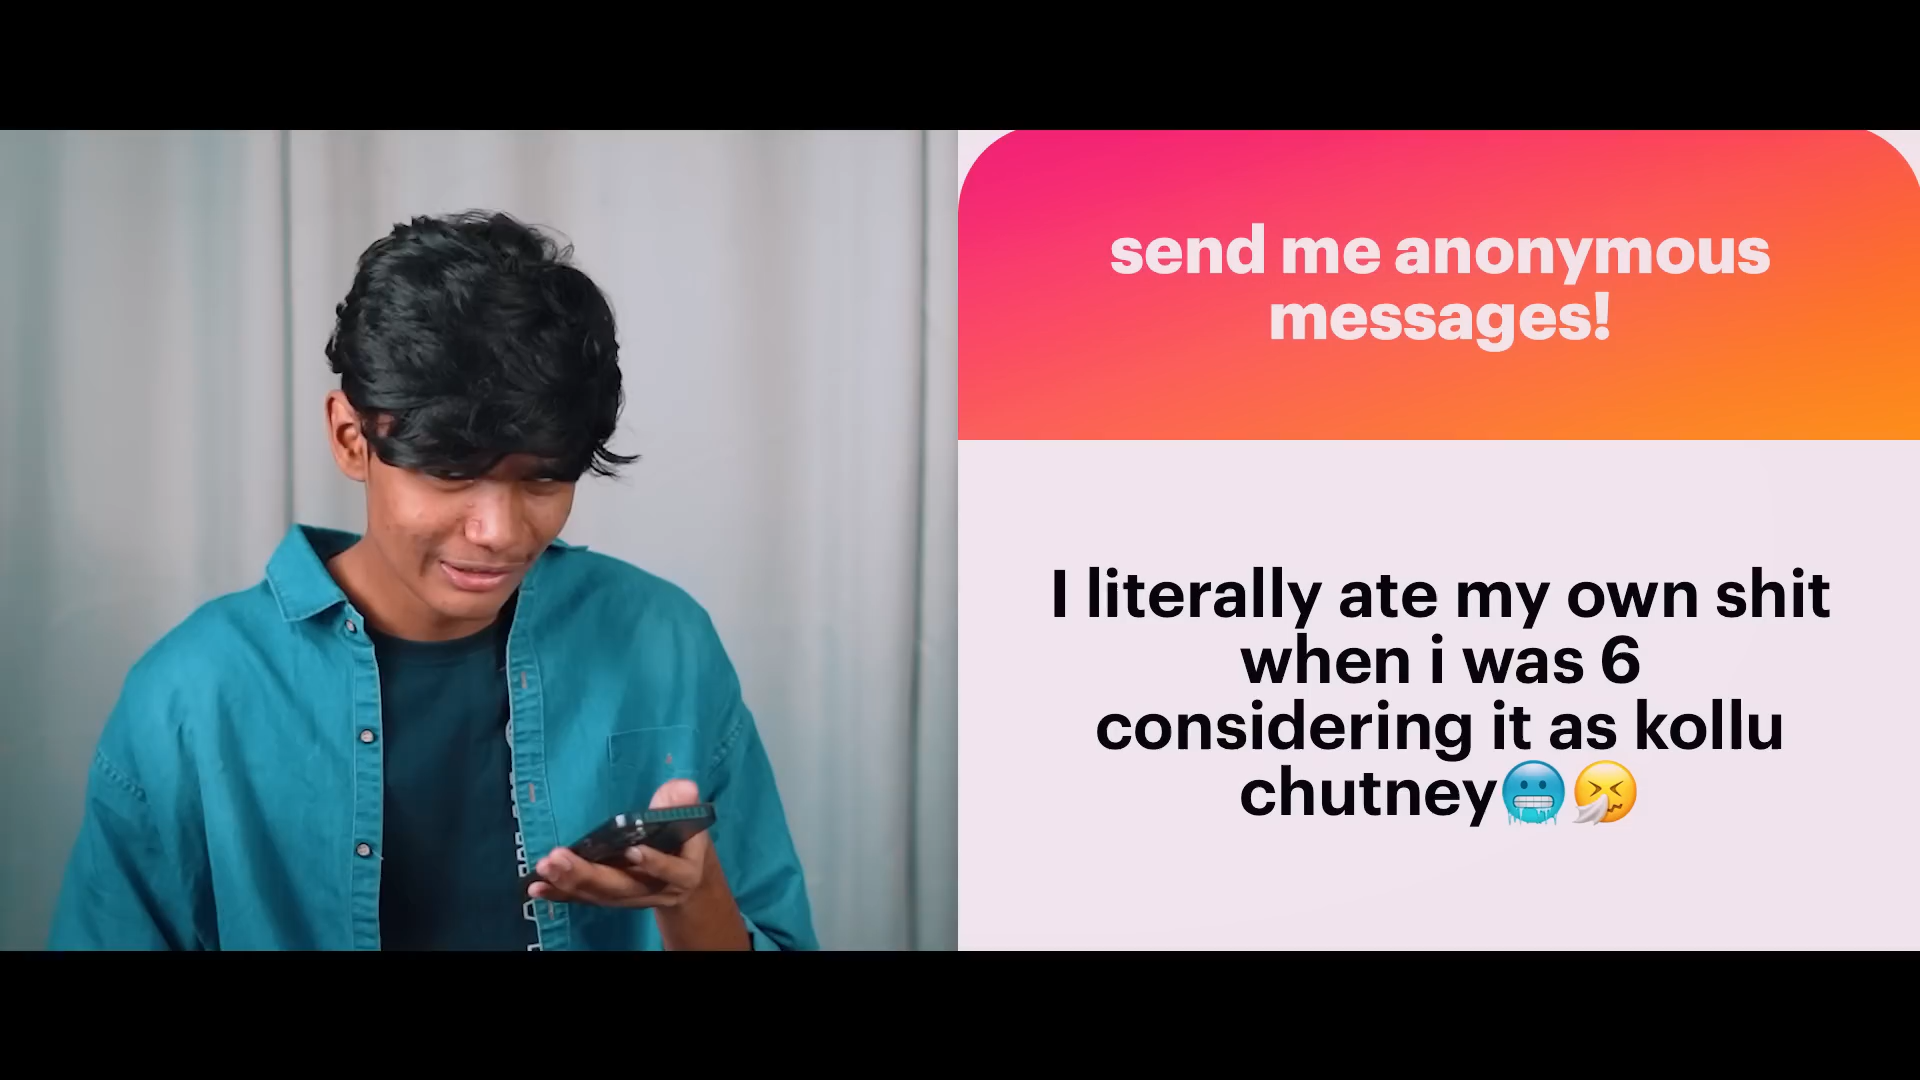 send me anonymous
messages!
I literally ate my own shit
when i was 6
considering it as kollu
chutney🥶🤧